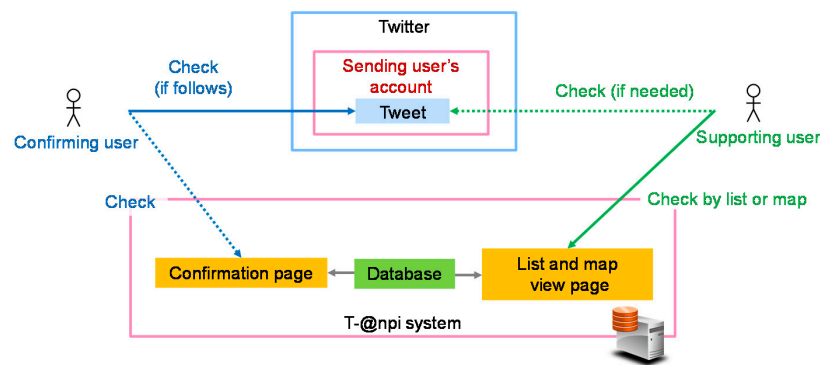 Twitter
Check
(if follows)
Sending user's
account
Tweet
Check (if needed)
Confirming user
Supporting user
Check
Check by list or map
Confirmation page
Database
List and map
view page
T-@npi system